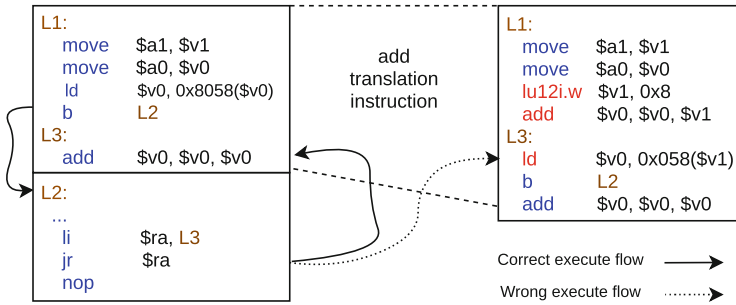 L1:
move $a1, $v1
move $a0, $v0
ld $v0, 0x8058($v0)
b L2
L3:
add $v0, $v0, $v0
L2:
...
li $ra, L3
jr $ra
nop
add
translation
instruction
L1:
move $a1, $v1
move $a0, $v0
lu12i.w $v1, 0x8
add $v0, $v0, $v1
L3:
ld $v0, 0x058($v1)
b L2
add $v0, $v0, $v0
Correct execute flow
Wrong execute flow